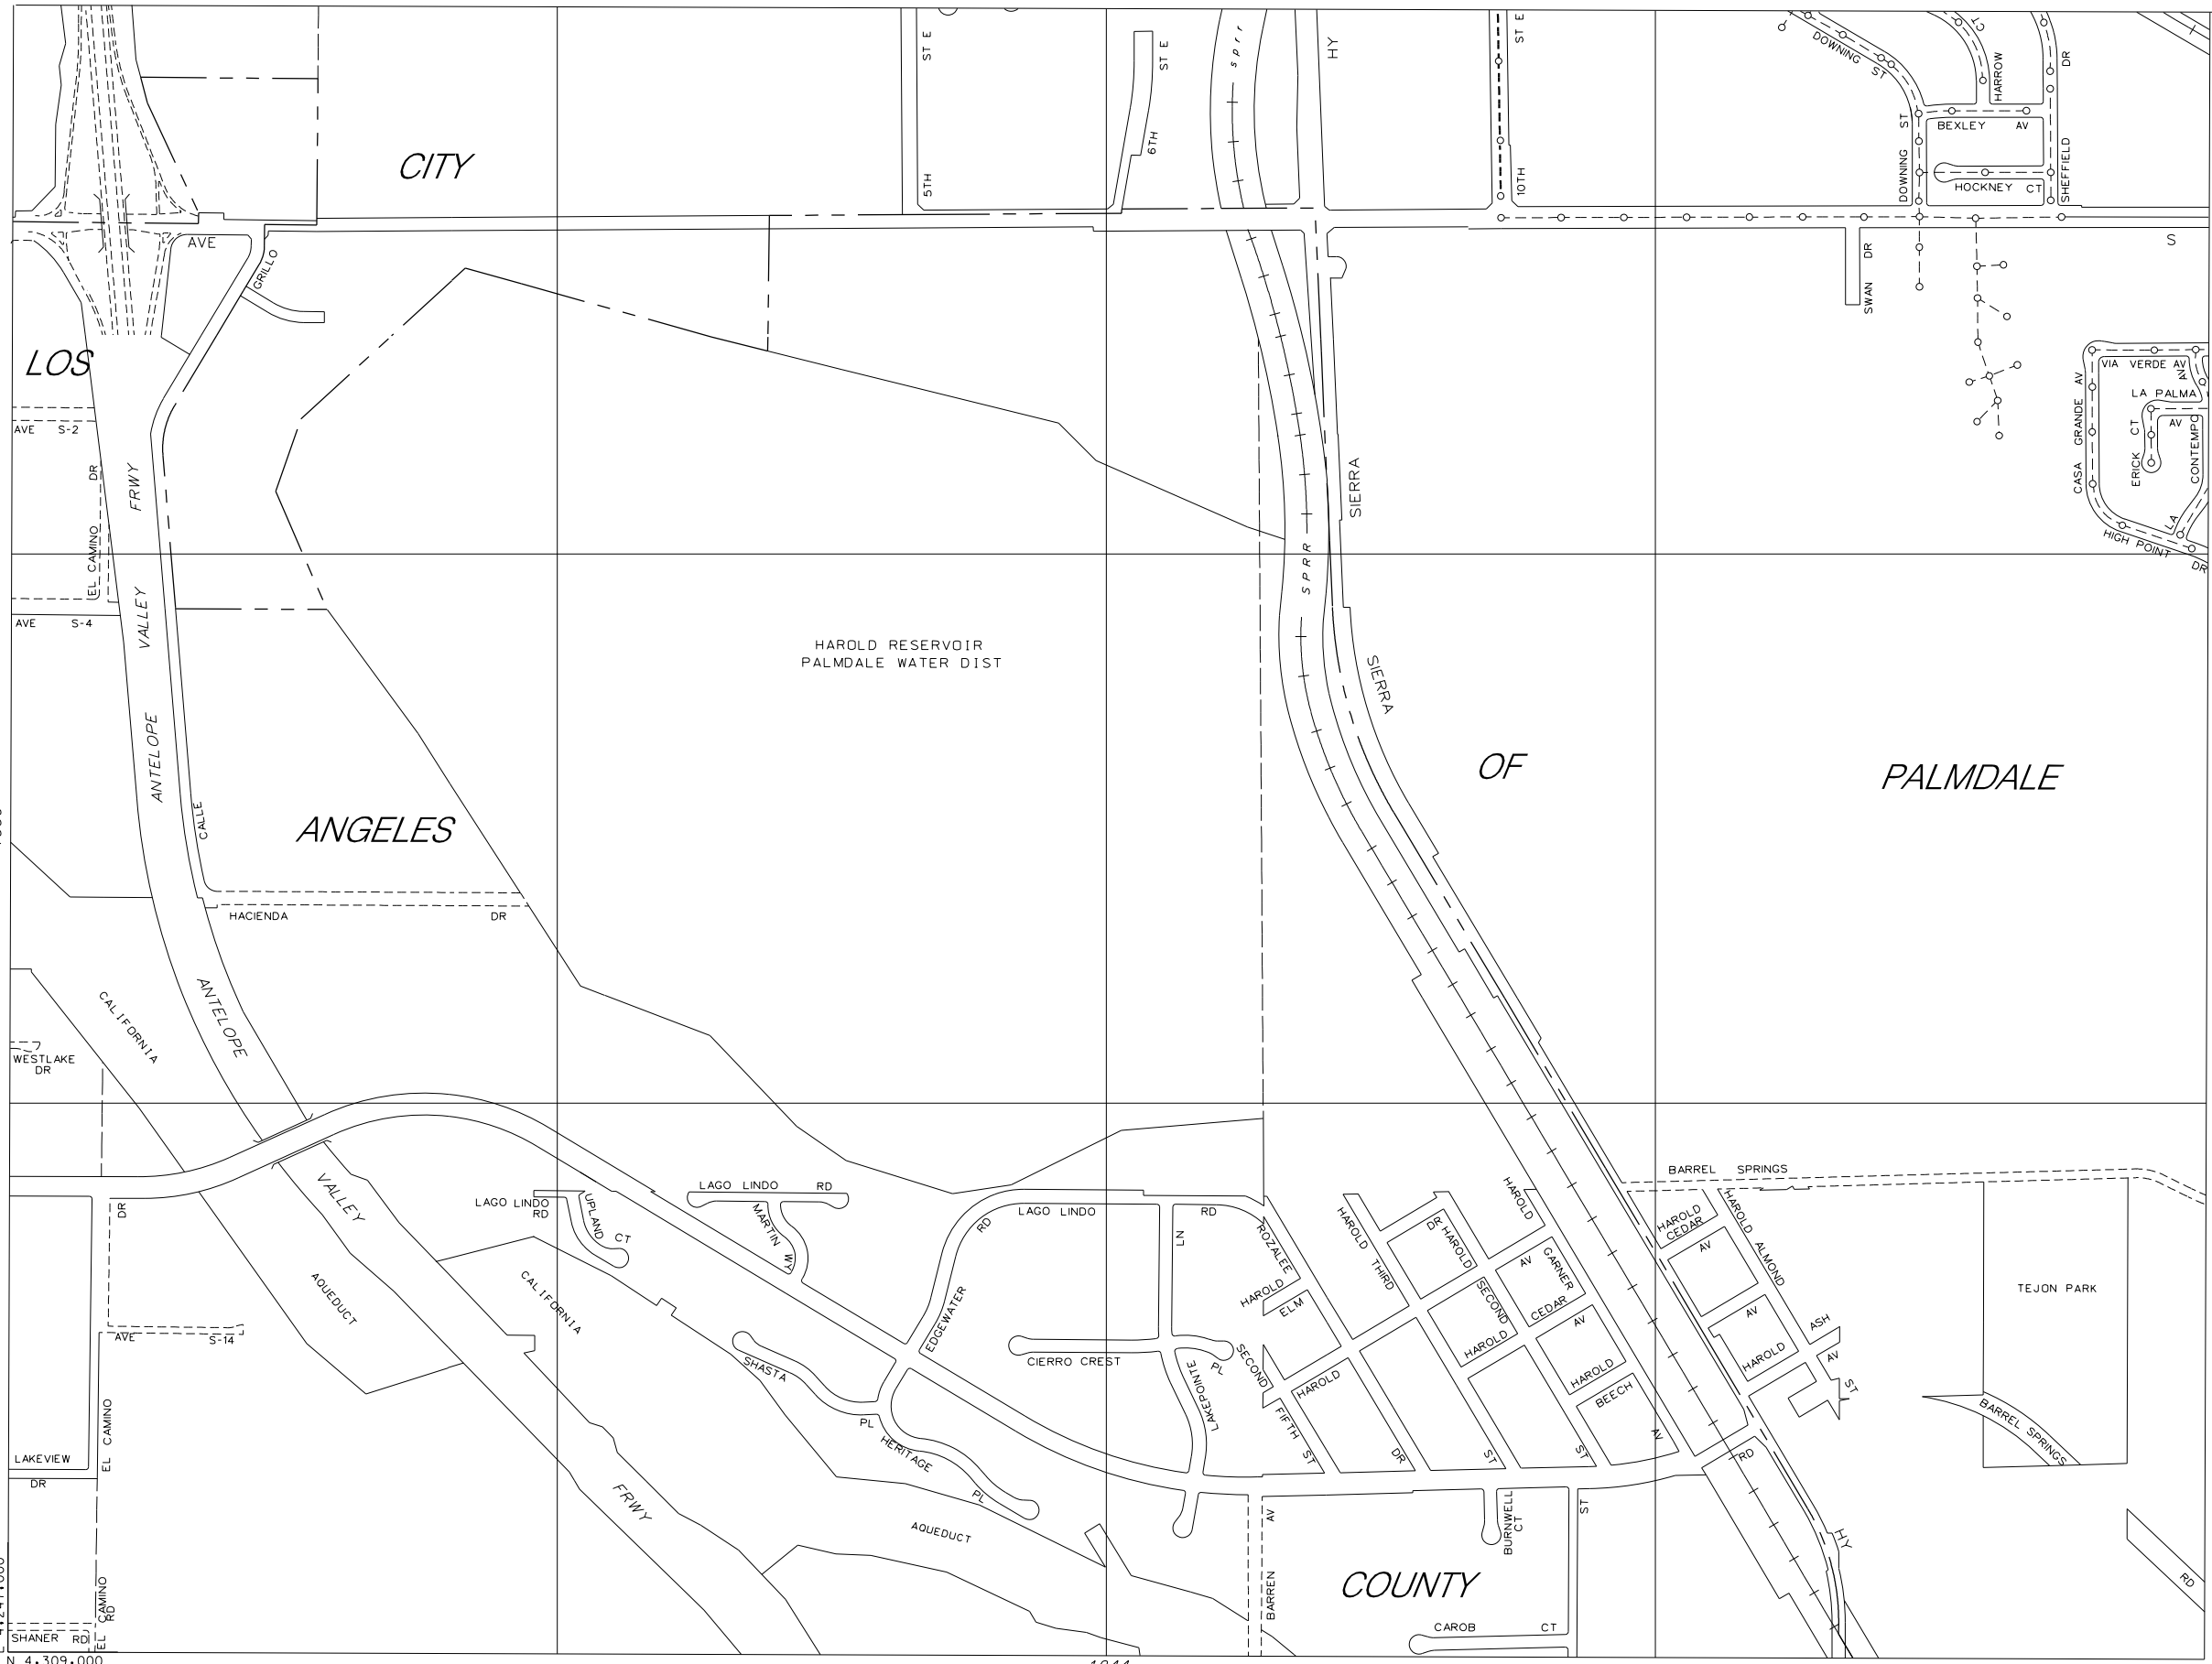 ST E
ST E
sprr
HY
ST E
DOWNING ST
CT
HARROW
DR
CITY
5TH
6TH
10TH
DOWNING ST
BEXLEY AV
HOCKNEY CT
SHEFFIELD
AVE
GRILLO
S
SWAN DR
LOS
AVE S-2
VIA VERDE AV
AV
LA PALMA
AV
CASA GRANDE AV
ERICK CT
CONTEMPO
LA
HIGH POINT DR
EL CAMINO DR
FRWY
VALLEY
ANTELOPE
SIERRA
SPRR
AVE S-4
HAROLD RESERVOIR
PALMDALE WATER DIST
SIERRA
OF
PALMDALE
CALLE
ANGELES
HACIENDA DR
CALIFORNIA
ANTELOPE
WESTLAKE
DR
VALLEY
BARREL SPRINGS
LAGO LINDO
RD
UPLAND CT
LAGO LINDO RD
MARTIN WY
LAGO LINDO RD
RD
EDGEWATER
LN
ROZALEE
HAROLD THIRD
DR
HAROLD
HAROLD
HAROLD
CEDAR
AV
HAROLD ALMOND
DR
AQUEDUCT
CALIFORNIA
HAROLD
ELM
SECOND
AV
GARNER
CEDAR
AV
HAROLD
AV
HAROLD
ASH
AV
ST
TEJON PARK
AVE S-14
SHASTA
PL
CIERRO CREST
PL
LAKEPOINTE
SECOND
HAROLD
HAROLD
BEECH
AV
EL CAMINO
HERITAGE
PL
FIFTH ST
DR
ST
ST
RD
BARREL SPRINGS
LAKEVIEW
DR
FRWY
AQUEDUCT
BARREN AV
BURNWELL
CT
ST
HY
COUNTY
RD
EL CAMINO
RD
SHANER RD
CAROB CT
N 4,309,000